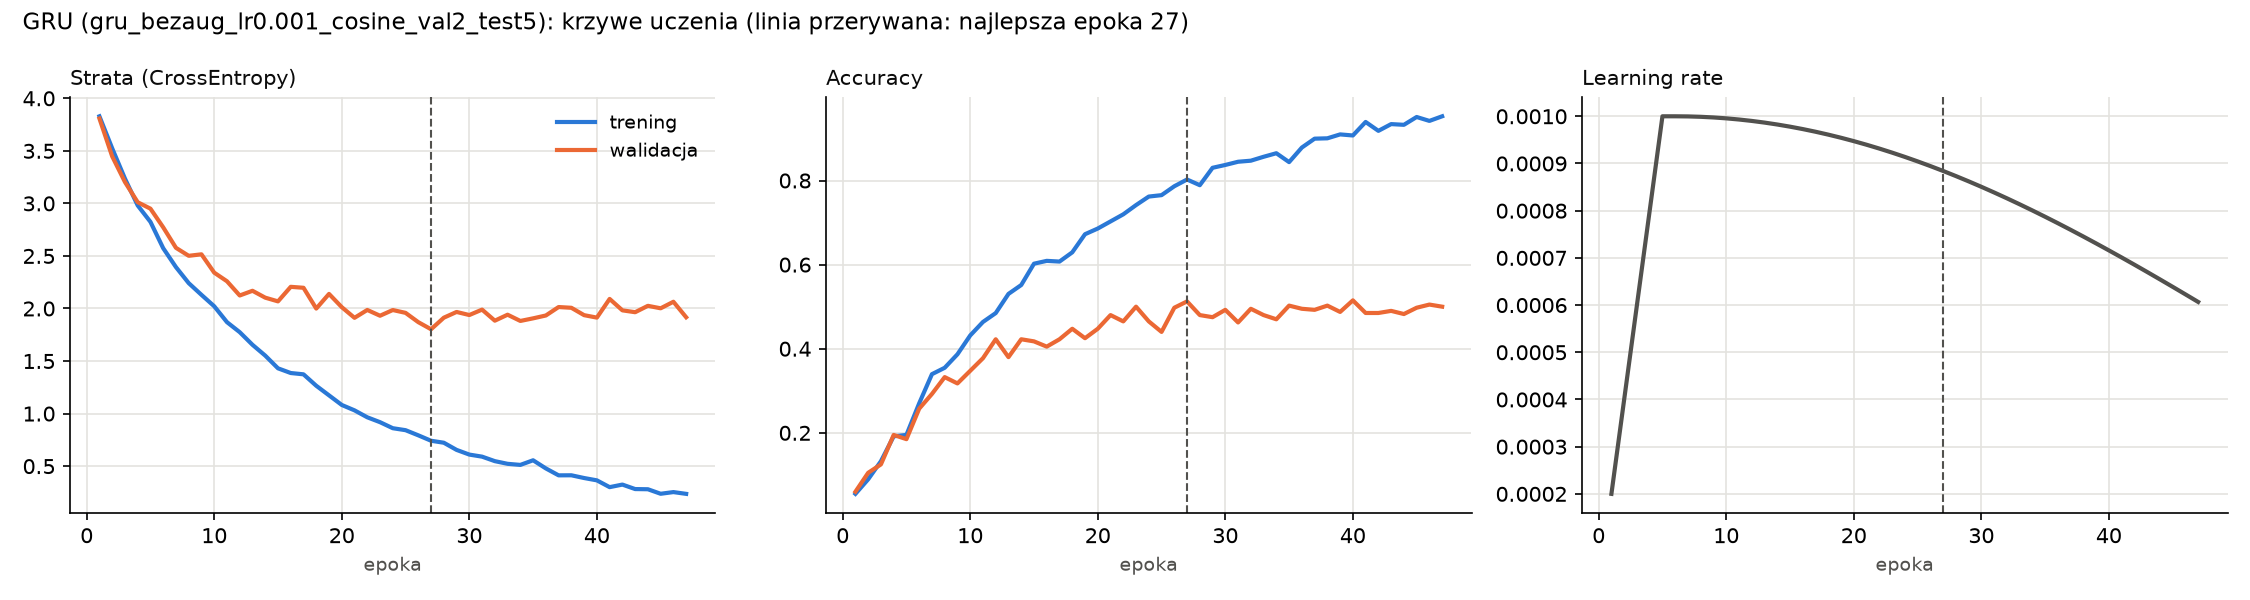 GRU (gru_bezaug_lr0.001_cosine_val2_test5): krzywe uczenia (linia przerywana: najlepsza epoka 27)
Strata (CrossEntropy)
4.0
3.5
3.0
2.5
2.0
1.5
1.0
0.5
trening
walidacja
0 10 20 30 40
epoka
Accuracy
0.8
0.6
0.4
0.2
0 10 20 30 40
epoka
Learning rate
0.0010
0.0009
0.0008
0.0007
0.0006
0.0005
0.0004
0.0003
0.0002
0 10 20 30 40
epoka